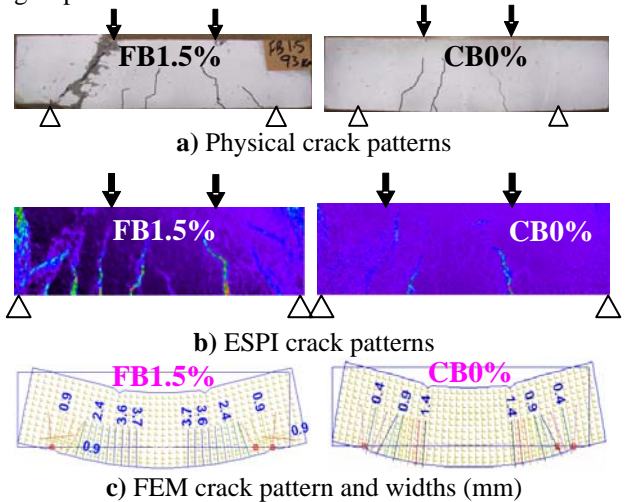 FB1.5%
FB1.5
93
CB0%
a) Physical crack patterns
FB1.5%
CB0%
b) ESPI crack patterns
FB1.5%
CB0%
0.9 2.4 3.6 3.7 3.7 3.6 2.4 0.9
0.9 0.9
0.4 0.9 1.4 1.4 0.9 0.4
c) FEM crack pattern and widths (mm)